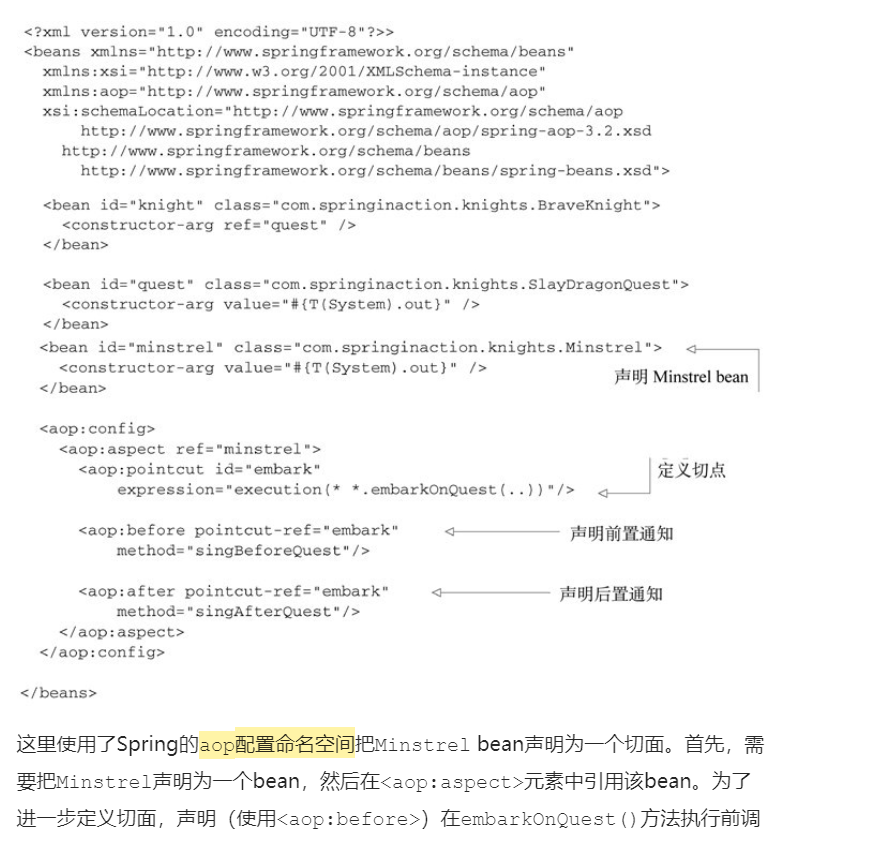 <?xml version="1.0" encoding="UTF-8"?>>
<beans xmlns="http://www.springframework.org/schema/beans"
xmlns:xsi="http://www.w3.org/2001/XMLSchema-instance"
xmlns:aop="http://www.springframework.org/schema/aop"
xsi:schemaLocation="http://www.springframework.org/schema/aop
http://www.springframework.org/schema/aop/spring-aop-3.2.xsd
http://www.springframework.org/schema/beans
http://www.springframework.org/schema/beans/spring-beans.xsd">
<bean id="knight" class="com.springinaction.knights.BraveKnight">
<constructor-arg ref="quest" />
</bean>
<bean id="quest" class="com.springinaction.knights.SlayDragonQuest">
<constructor-arg value="#{T(System).out}" />
</bean>
<bean id="minstrel" class="com.springinaction.knights.Minstrel">
<constructor-arg value="#{T(System).out}" />
声明 Minstrel bean
</bean>
<aop:config>
<aop:aspect ref="minstrel">
<aop:pointcut id="embark"
定义切点
expression="execution(* *.embarkOnQuest(..))"/>
<aop:before pointcut-ref="embark"
声明前置通知
method="singBeforeQuest"/>
<aop:after pointcut-ref="embark"
声明后置通知
method="singAfterQuest"/>
</aop:aspect>
</aop:config>
</beans>
这里使用了Spring的aop配置命名空间把Minstrel bean声明为一个切面。首先，需
要把Minstrel声明为一个bean，然后在<aop:aspect>元素中引用该bean。为了
进一步定义切面，声明（使用<aop:before>）在embarkOnQuest()方法执行前调